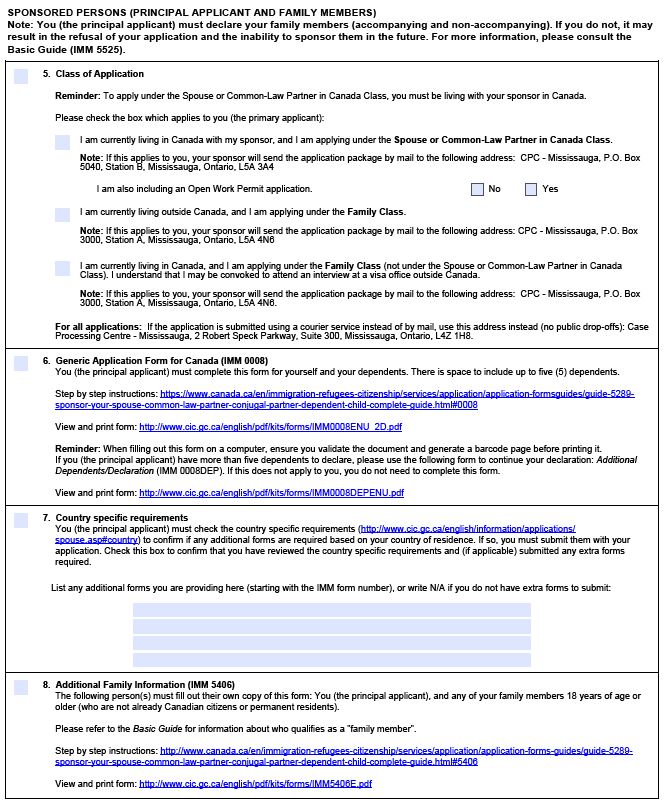 SPONSORED PERSONS (PRINCIPAL APPLICANT AND FAMILY MEMBERS)
Note: You (the principal applicant) must declare your family members (accompanying and non-accompanying). If you do not, it may
result in the refusal of your application and the inability to sponsor them in the future. For more information, please consult the
Basic Guide (IMM 5525).
5. Class of Application
Reminder: To apply under the Spouse or Common-Law Partner in Canada Class, you must be living with your sponsor in Canada.
Please check the box which applies to you (the primary applicant):
I am currently living in Canada with my sponsor, and I am applying under the Spouse or Common-Law Partner in Canada Class.
Note: If this applies to you, your sponsor will send the application package by mail to the following address: CPC - Mississauga, P.O. Box
5040, Station B, Mississauga, Ontario, L5A 3A4
I am also including an Open Work Permit application. No Yes
I am currently living outside Canada, and I am applying under the Family Class.
Note: If this applies to you, your sponsor will send the application package by mail to the following address: CPC - Mississauga, P.O. Box
3000, Station A, Mississauga, Ontario, L5A 4N6
I am currently living in Canada, and I am applying under the Family Class (not under the Spouse or Common-Law Partner in Canada
Class). I understand that I may be convoked to attend an interview at a visa office outside Canada.
Note: If this applies to you, your sponsor will send the application package by mail to the following address: CPC - Mississauga, P.O. Box
3000, Station A, Mississauga, Ontario, L5A 4N6.
For all applications: If the application is submitted using a courier service instead of by mail, use this address instead (no public drop-offs): Case
Processing Centre - Mississauga, 2 Robert Speck Parkway, Suite 300, Mississauga, Ontario, L4Z 1H8.
6. Generic Application Form for Canada (IMM 0008)
You (the principal applicant) must complete this form for yourself and your dependents. There is space to include up to five (5) dependents.
Step by step instructions: https://www.canada.ca/en/immigration-refugees-citizenship/services/application/application-formsguides/guide-5289-
sponsor-your-spouse-common-law-partner-conjugal-partner-dependent-child-complete-guide.html#0008
View and print form: http://www.cic.gc.ca/english/pdf/kits/forms/IMM0008ENU_2D.pdf
Reminder: When filling out this form on a computer, ensure you validate the document and generate a barcode page before printing it.
If you (the principal applicant) have more than five dependents to declare, please use the following form to continue your declaration: Additional
Dependents/Declaration (IMM 0008DEP). If this does not apply to you, you do not need to complete this form.
View and print form: http://www.cic.gc.ca/english/pdf/kits/forms/IMM0008DEPENU.pdf
7. Country specific requirements
You (the principal applicant) must check the country specific requirements (http://www.cic.gc.ca/english/information/applications/
spouse.asp#country) to confirm if any additional forms are required based on your country of residence. If so, you must submit them with your
application. Check this box to confirm that you have reviewed the country specific requirements and (if applicable) submitted any extra forms
required.
List any additional forms you are providing here (starting with the IMM form number), or write N/A if you do not have extra forms to submit:
8. Additional Family Information (IMM 5406)
The following person(s) must fill out their own copy of this form: You (the principal applicant), and any of your family members 18 years of age or
older (who are not already Canadian citizens or permanent residents).
Please refer to the Basic Guide for information about who qualifies as a "family member".
Step by step instructions: http://www.canada.ca/en/immigration-refugees-citizenship/services/application/application-forms-guides/guide-5289-
sponsor-your-spouse-common-law-partner-conjugal-partner-dependent-child-complete-guide.html#5406
View and print form: http://www.cic.gc.ca/english/pdf/kits/forms/IMM5406E.pdf